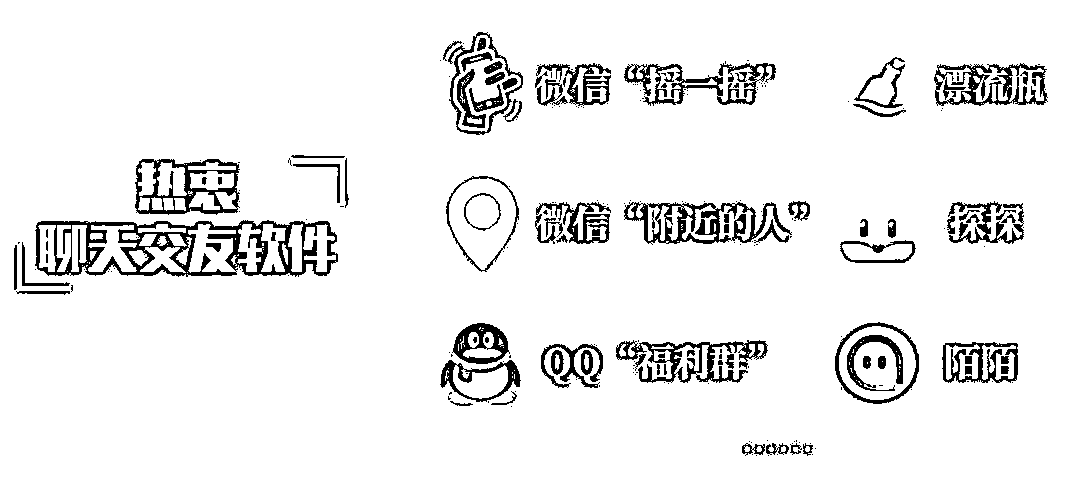 热衷
聊天交友软件
微信“摇一摇”
漂流瓶
微信“附近的人”
探探
QQ“福利群”
陌陌